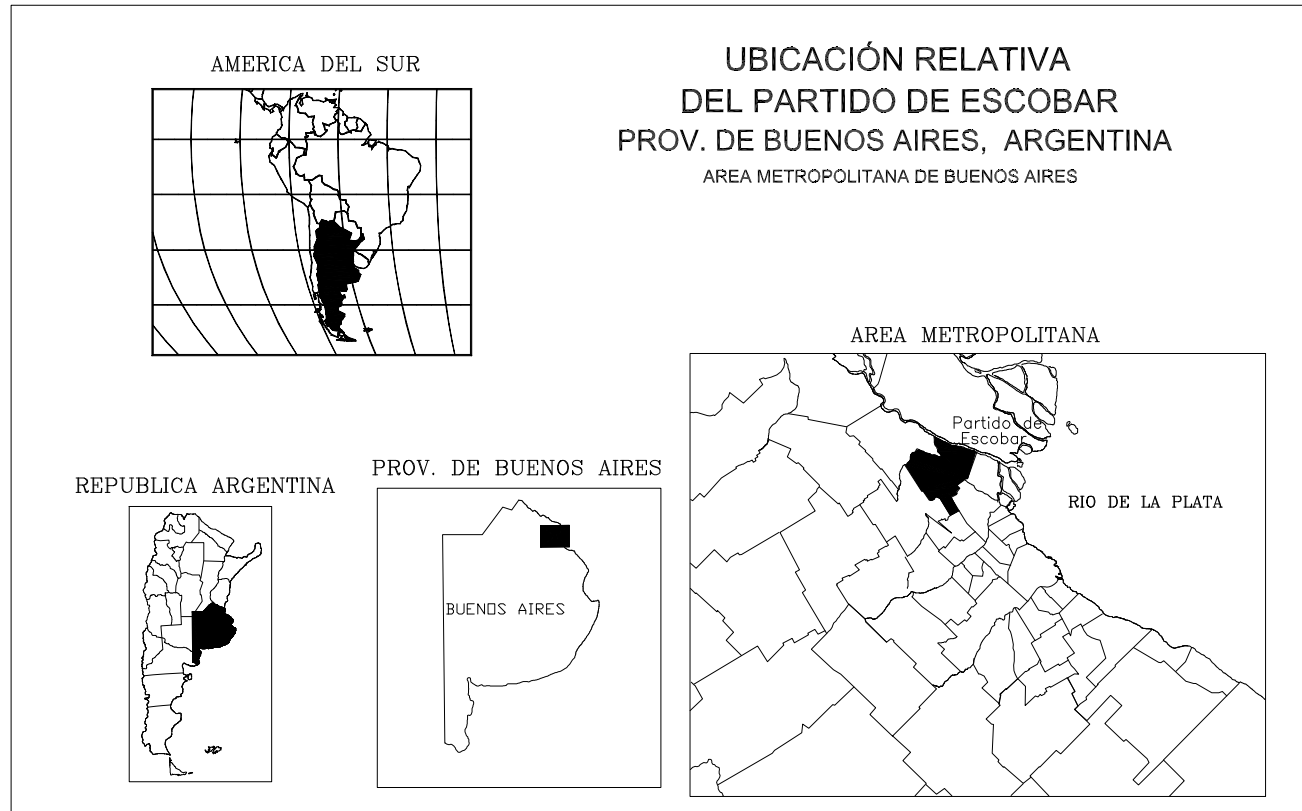 AMERICA DEL SUR
UBICACIÓN RELATIVA
DEL PARTIDO DE ESCOBAR
PROV. DE BUENOS AIRES, ARGENTINA
AREA METROPOLITANA DE BUENOS AIRES
AREA METROPOLITANA
Partido de
Escobar
RIO DE LA PLATA
PROV. DE BUENOS AIRES
BUENOS AIRES
REPUBLICA ARGENTINA